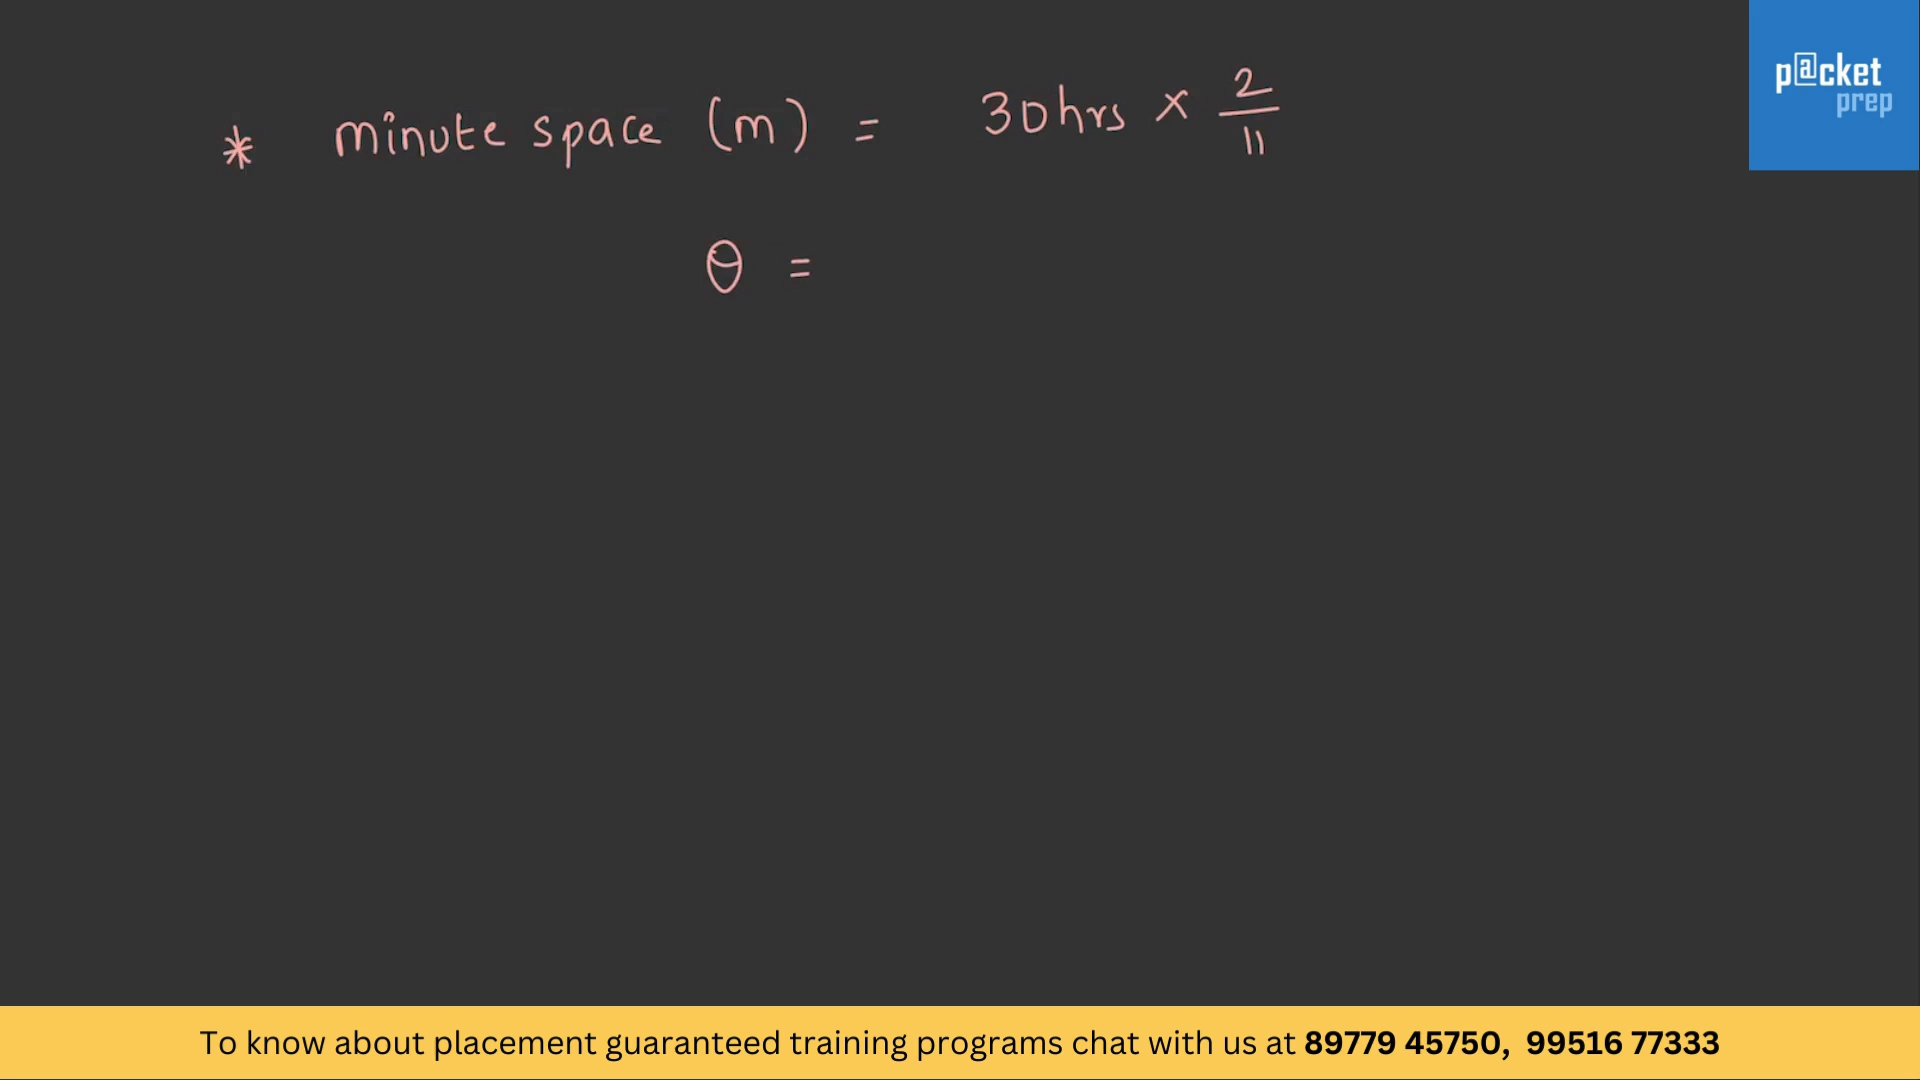 p@cket
prep
* minute space (m) = 30hrs × 2/11
θ =
To know about placement guaranteed training programs chat with us at 89779 45750, 99516 77333